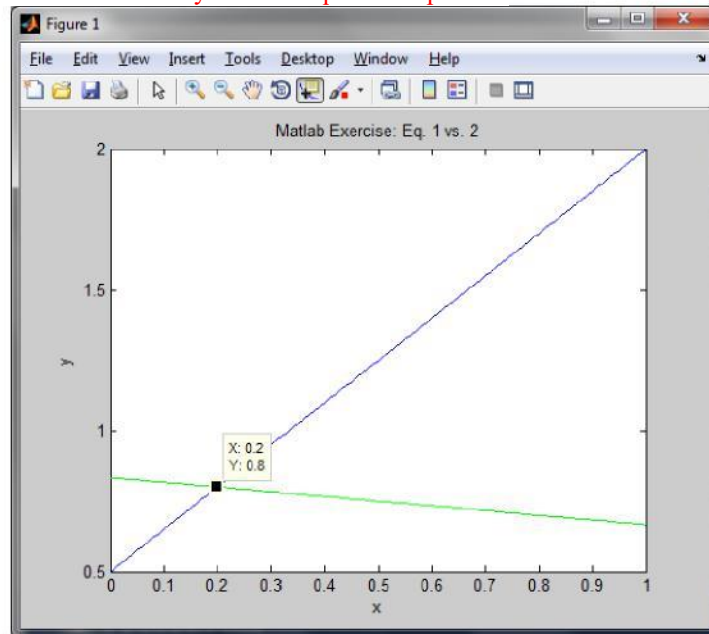 Figure 1
File Edit View Insert Tools Desktop Window Help
Matlab Exercise: Eq. 1 vs. 2
2
1.5
y
1
X: 0.2
Y: 0.8
0.5
0 0.1 0.2 0.3 0.4 0.5 0.6 0.7 0.8 0.9 1
x